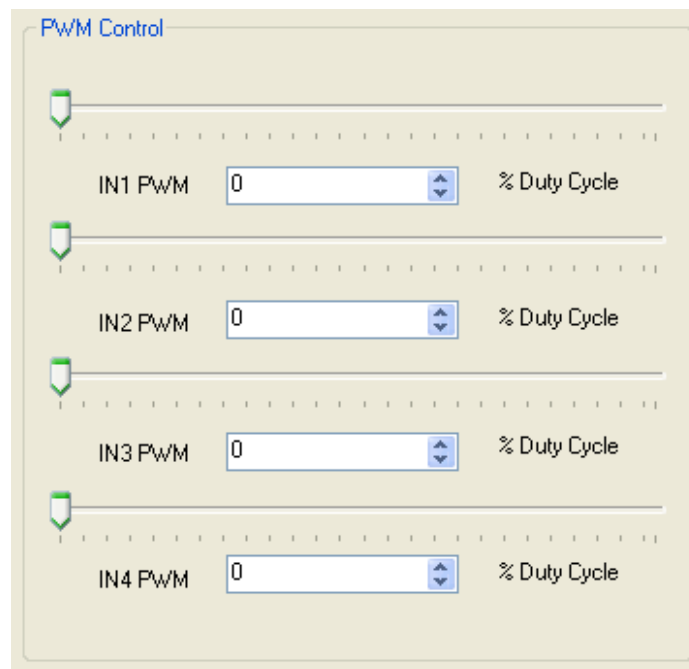 PWM Control
IN1 PWM 0 % Duty Cycle
IN2 PWM 0 % Duty Cycle
IN3 PWM 0 % Duty Cycle
IN4 PWM 0 % Duty Cycle